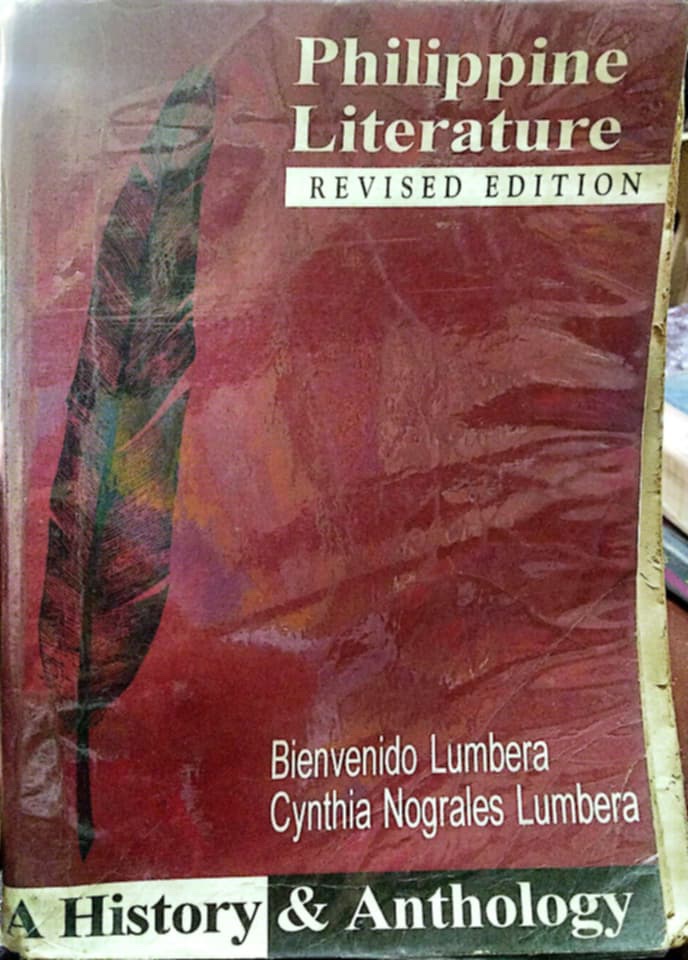 Philippine
Literature
REVISED EDITION
Bienvenido Lumbera
Cynthia Nograles Lumbera
A History & Anthology